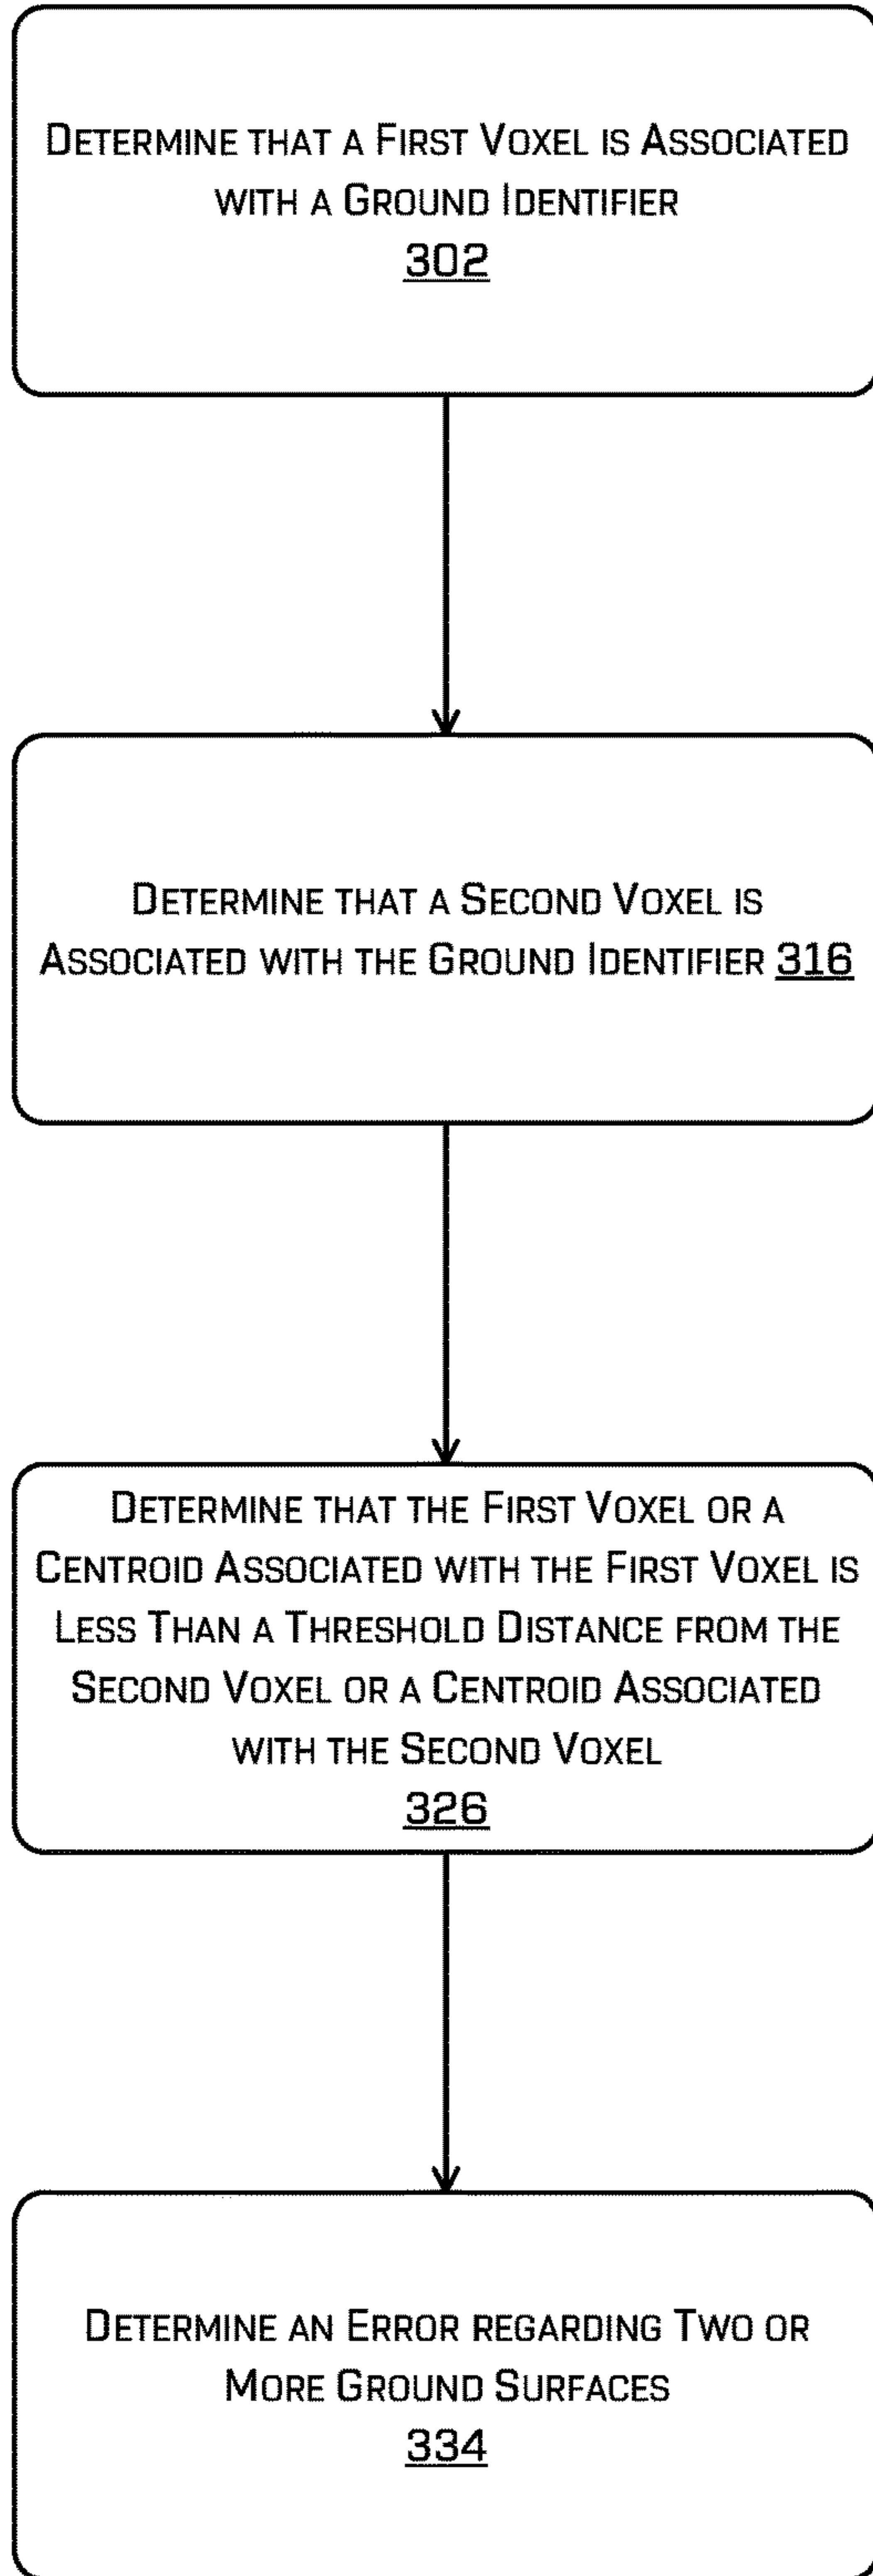 DETERMINE THAT A FIRST VOXEL IS ASSOCIATED
WITH A GROUND IDENTIFIER
302
DETERMINE THAT A SECOND VOXEL IS
ASSOCIATED WITH THE GROUND IDENTIFIER 316
DETERMINE THAT THE FIRST VOXEL OR A
CENTROID ASSOCIATED WITH THE FIRST VOXEL IS
LESS THAN A THRESHOLD DISTANCE FROM THE
SECOND VOXEL OR A CENTROID ASSOCIATED
WITH THE SECOND VOXEL
326
DETERMINE AN ERROR REGARDING TWO OR
MORE GROUND SURFACES
334